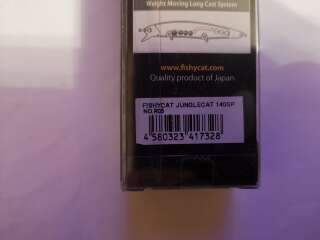 Weight Moving Long Cast System
www.fishycat.com
Quality product of Japan
FISHYCAT JUNGLECAT 140SP
NO:R05
4 580323 417328